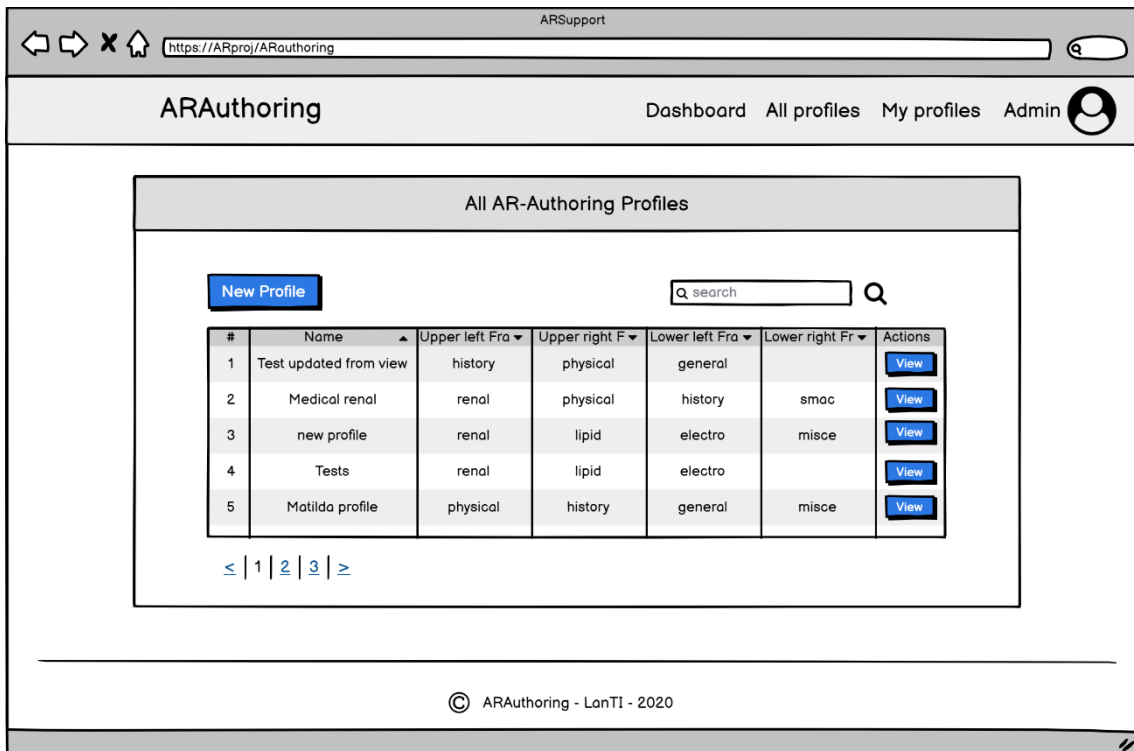 ARSupport
https://ARproj/ARauthoring
ARAuthoring Dashboard All profiles My profiles Admin
All AR-Authoring Profiles
New Profile search
# Name Upper left Fra Upper right F Lower left Fra Lower right Fr Actions
1 Test updated from view history physical general View
2 Medical renal renal physical history smac View
3 new profile renal lipid electro misce View
4 Tests renal lipid electro View
5 Matilda profile physical history general misce View
< | 1 | 2 | 3 | >
© ARAuthoring - LanTI - 2020